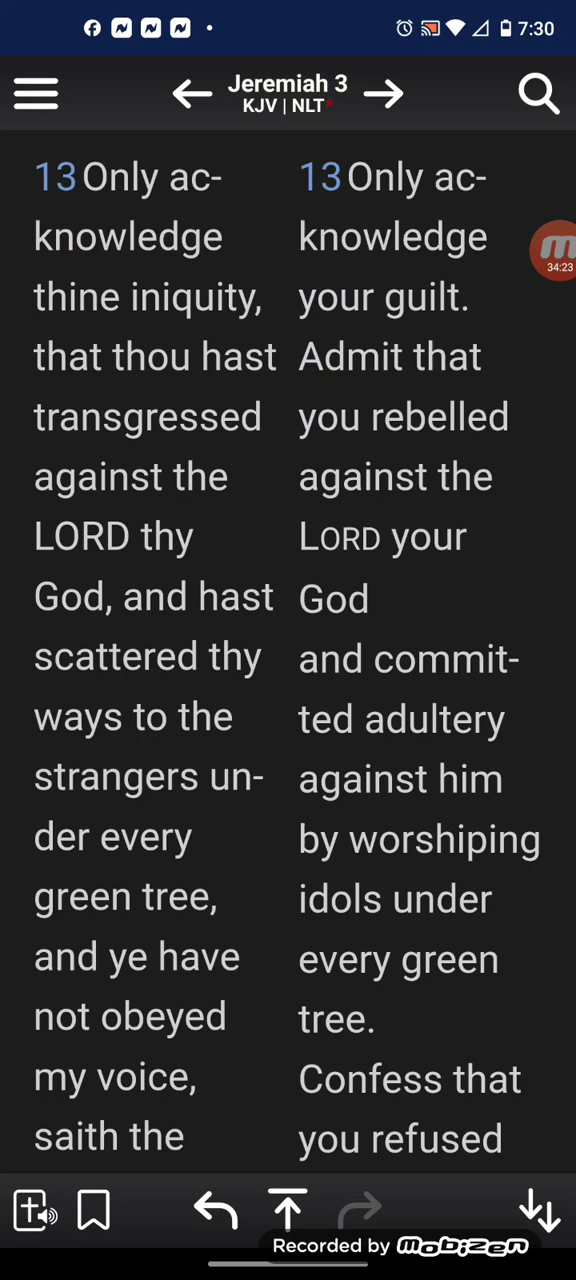 7:30
Jeremiah 3
KJV | NLT*
13 Only ac-
knowledge
thine iniquity,
that thou hast
transgressed
against the
LORD thy
God, and hast
scattered thy
ways to the
strangers un-
der every
green tree,
and ye have
not obeyed
my voice,
saith the
13 Only ac-
knowledge
your guilt.
Admit that
you rebelled
against the
LORD your
God
and commit-
ted adultery
against him
by worshiping
idols under
every green
tree.
Confess that
you refused
m
34:23
Recorded by mobizen